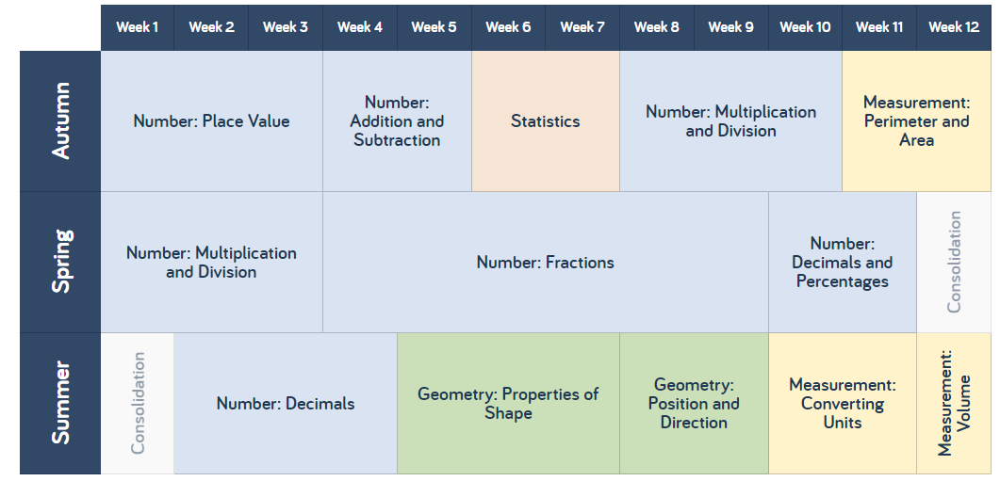 Week 1 Week 2 Week 3 Week 4 Week 5 Week 6 Week 7 Week 8 Week 9 Week 10 Week 11 Week 12
Autumn
Number: Place Value
Number:
Addition and
Subtraction
Statistics
Number: Multiplication
and Division
Measurement:
Perimeter and
Area
Spring
Number: Multiplication
and Division
Number: Fractions
Number:
Decimals and
Percentages
Consolidation
Summer
Consolidation
Number: Decimals
Geometry: Properties of
Shape
Geometry:
Position and
Direction
Measurement:
Converting
Units
Measurement:
Volume